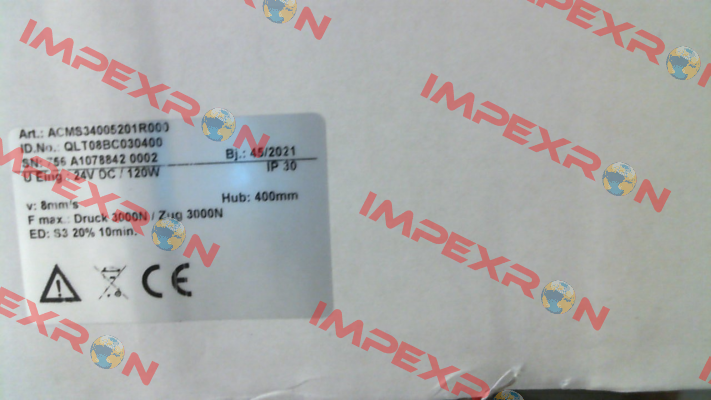 IMPEXRON
IMPEXRON
IMPEXRON
IMPEXRON
Art.: ACMS34005201R000
ID.No.: QLT08BC030400
SN: 756 A1078842 0002 Bj.: 45/2021
U Eing.: 24V DC / 120W IP 30
v: 8mm/s Hub: 400mm
F max.: Druck 3000N / Zug 3000N
ED: S3 20% 10min.
CE
IMPEXRON
IMPEXRON
IMPEXRON
IMPEXRON